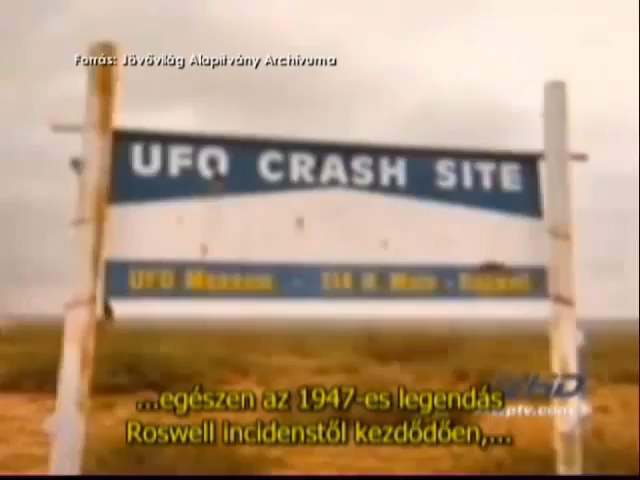 Forrás: Jövővilág Alapítvány Archívuma
UFO CRASH SITE
UFO Museum - 114 N. Main - Roswell
...egészen az 1947-es legendás
Roswell incidenstől kezdődően,...